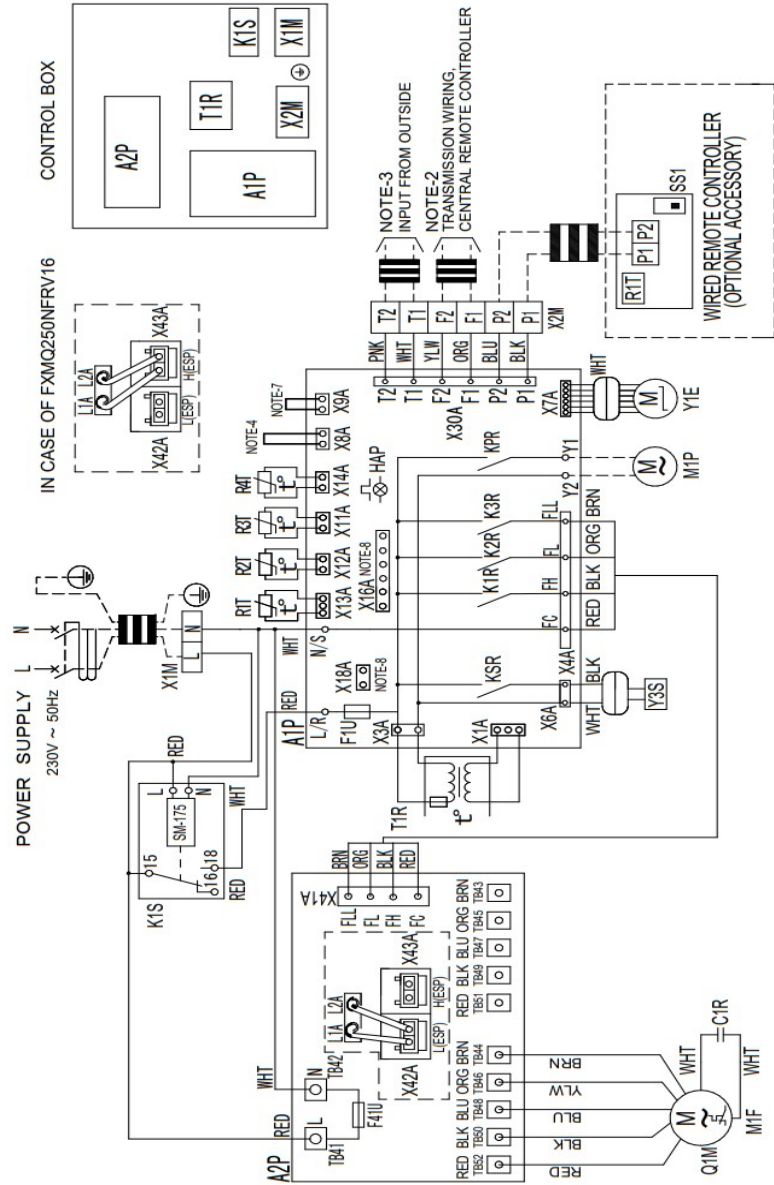 POWER SUPPLY
230V ~ 50Hz
L N
IN CASE OF FXMQ250NFRV16
L1A L2A
X42A X43A
L(ESP) H(ESP)
CONTROL BOX
A2P
K1S
T1R
X1M
A1P
X2M
K1S
15
16 18
SM-175
L
N
RED
RED
WHT
X1M
L N
RED
WHT
A1P
L/R
N/S
F1U
X18A
NOTE-8
R1T R2T R3T R4T
t° t° t° t°
X13A X12A X11A X14A X8A X9A
NOTE-4
NOTE-7
X16A NOTE-8
HAP
X3A
X1A
T1R
t°
KSR K1R K2R K3R KPR
X6A
X4A
FC FH FL FLL
Y2 Y1
WHT BLK
RED BLK ORG BRN
Y3S
M
M1P
X7A
WHT
M
Y1E
X30A
T2
T1
F2
F1
P2
P1
PNK
WHT
YLW
ORG
BLU
BLK
T2
T1
F2
F1
P2
P1
X2M
NOTE-3
INPUT FROM OUTSIDE
NOTE-2
TRANSMISSION WIRING,
CENTRAL REMOTE CONTROLLER
R1T
P1 P2
SS1
WIRED REMOTE CONTROLLER
(OPTIONAL ACCESSORY)
A2P
RED
WHT
L
N
TB41
TB42
F41U
L1A L2A
X42A X43A
L(ESP) H(ESP)
X41A
FLL
FL
FH
FC
BRN
ORG
BLK
RED
RED BLK BLU ORG BRN
TB52 TB50 TB48 TB46 TB44
RED BLK BLU ORG BRN
TB51 TB49 TB47 TB45 TB43
RED
BLK
BLU
YLW
BRN
M
Q1M
M1F
WHT
WHT
C1R